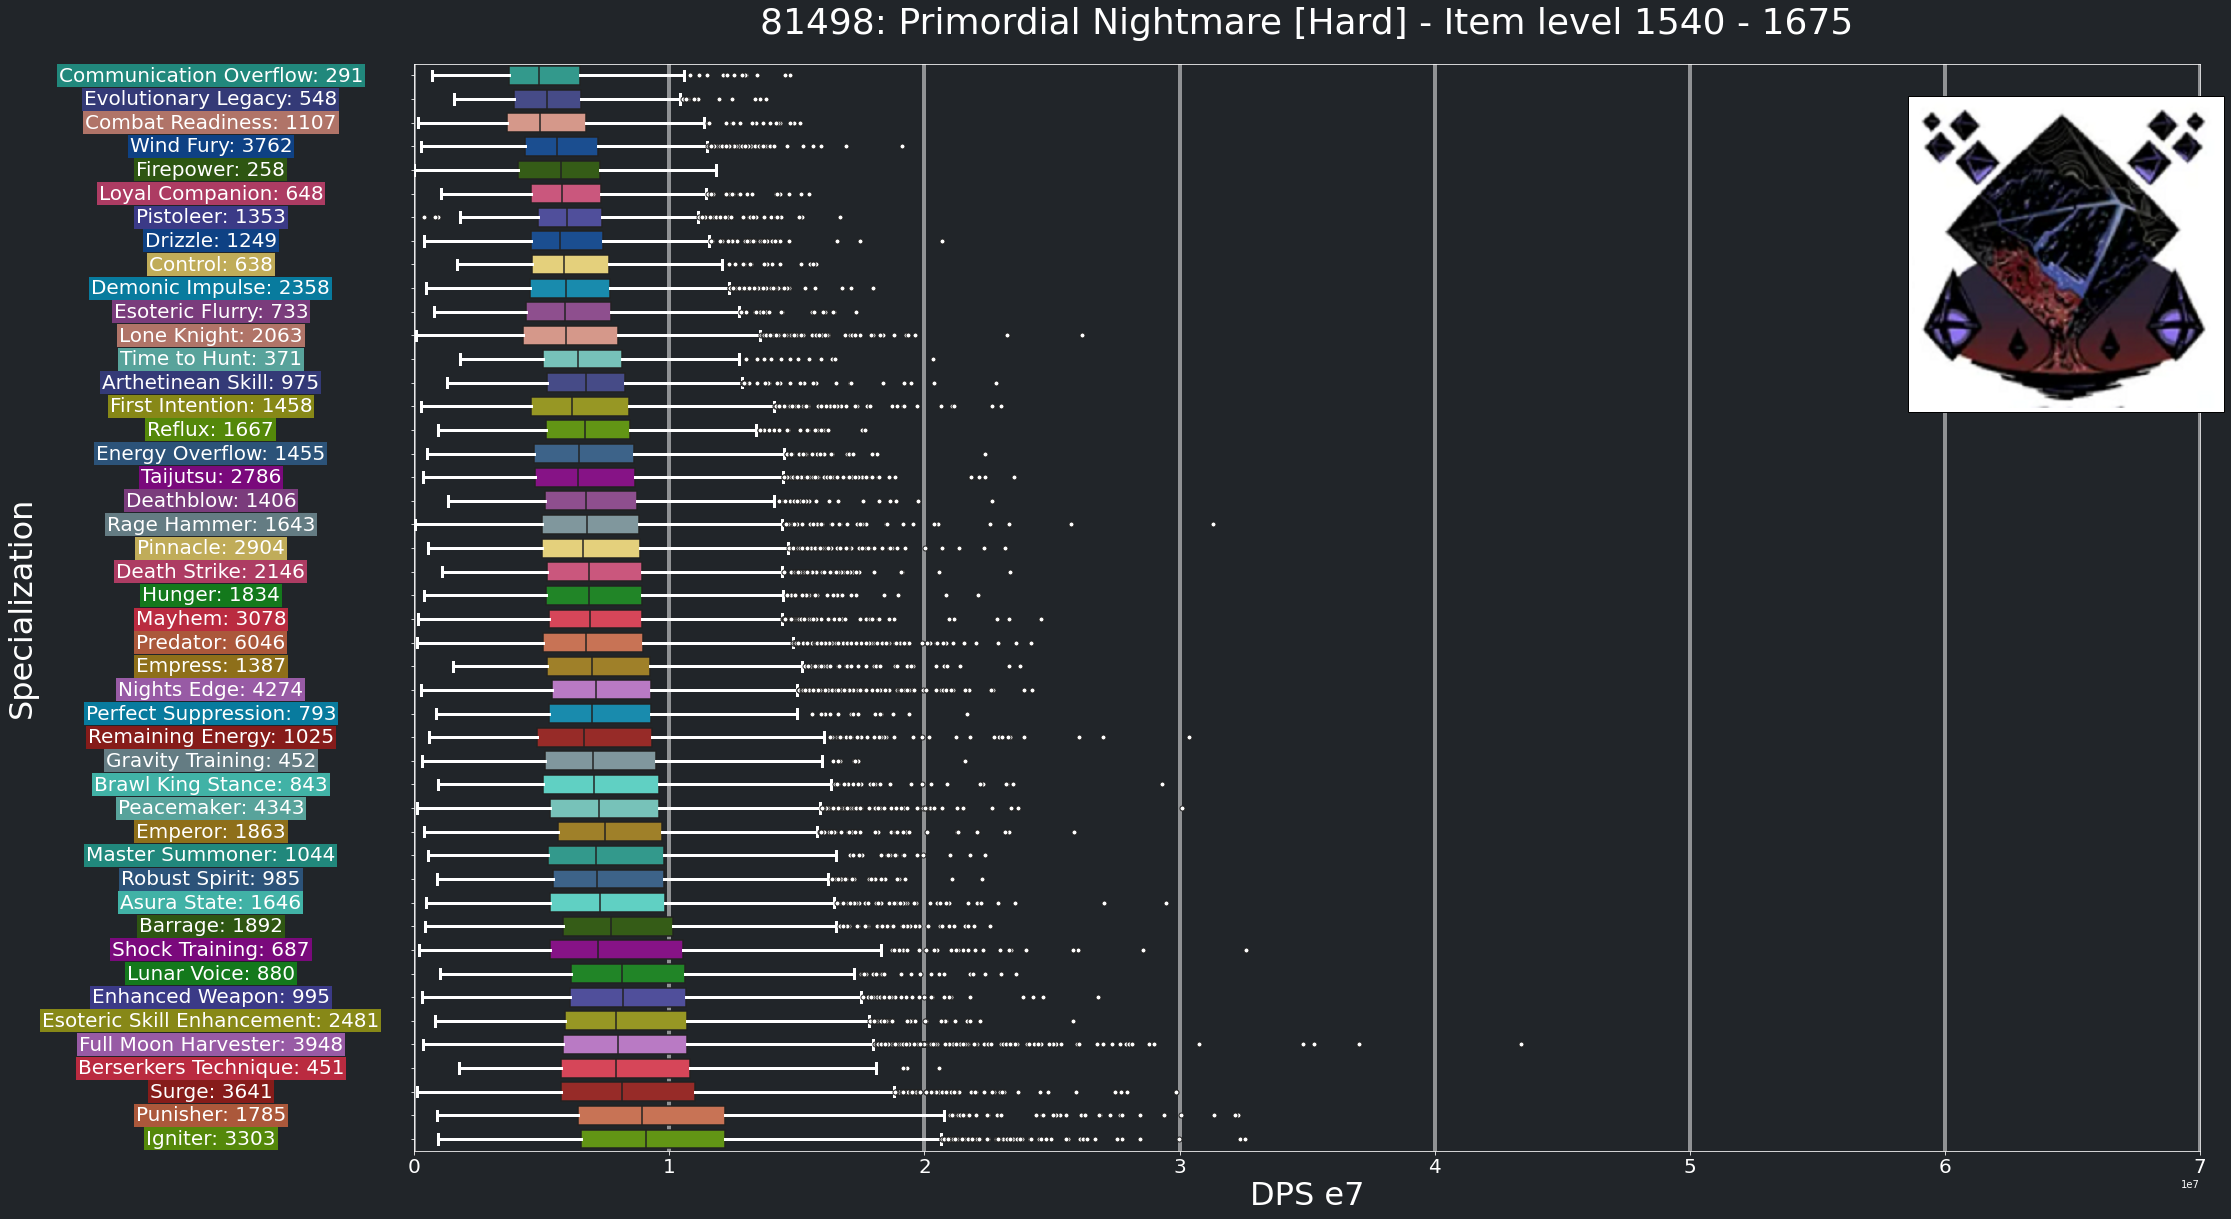 81498: Primordial Nightmare [Hard] - Item level 1540 - 1675
Specialization
Communication Overflow: 291
Evolutionary Legacy: 548
Combat Readiness: 1107
Wind Fury: 3762
Firepower: 258
Loyal Companion: 648
Pistoleer: 1353
Drizzle: 1249
Control: 638
Demonic Impulse: 2358
Esoteric Flurry: 733
Lone Knight: 2063
Time to Hunt: 371
Arthetinean Skill: 975
First Intention: 1458
Reflux: 1667
Energy Overflow: 1455
Taijutsu: 2786
Deathblow: 1406
Rage Hammer: 1643
Pinnacle: 2904
Death Strike: 2146
Hunger: 1834
Mayhem: 3078
Predator: 6046
Empress: 1387
Nights Edge: 4274
Perfect Suppression: 793
Remaining Energy: 1025
Gravity Training: 452
Brawl King Stance: 843
Peacemaker: 4343
Emperor: 1863
Master Summoner: 1044
Robust Spirit: 985
Asura State: 1646
Barrage: 1892
Shock Training: 687
Lunar Voice: 880
Enhanced Weapon: 995
Esoteric Skill Enhancement: 2481
Full Moon Harvester: 3948
Berserkers Technique: 451
Surge: 3641
Punisher: 1785
Igniter: 3303
0 1 2 3 4 5 6 7
1e7
DPS e7